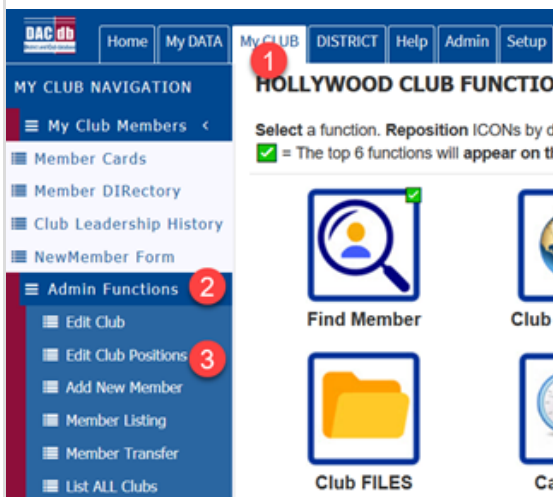 DAC db
Home
My DATA
My CLUB
DISTRICT
Help
Admin
Setup
1
MY CLUB NAVIGATION
HOLLYWOOD CLUB FUNCTIO
My Club Members <
Select a function. Reposition ICONs by d
Member Cards
= The top 6 functions will appear on th
Member DIRectory
Club Leadership History
NewMember Form
Admin Functions 2
Edit Club
Find Member
Club
Edit Club Positions 3
Add New Member
Member Listing
Member Transfer
List ALL Clubs
Club FILES
Ca